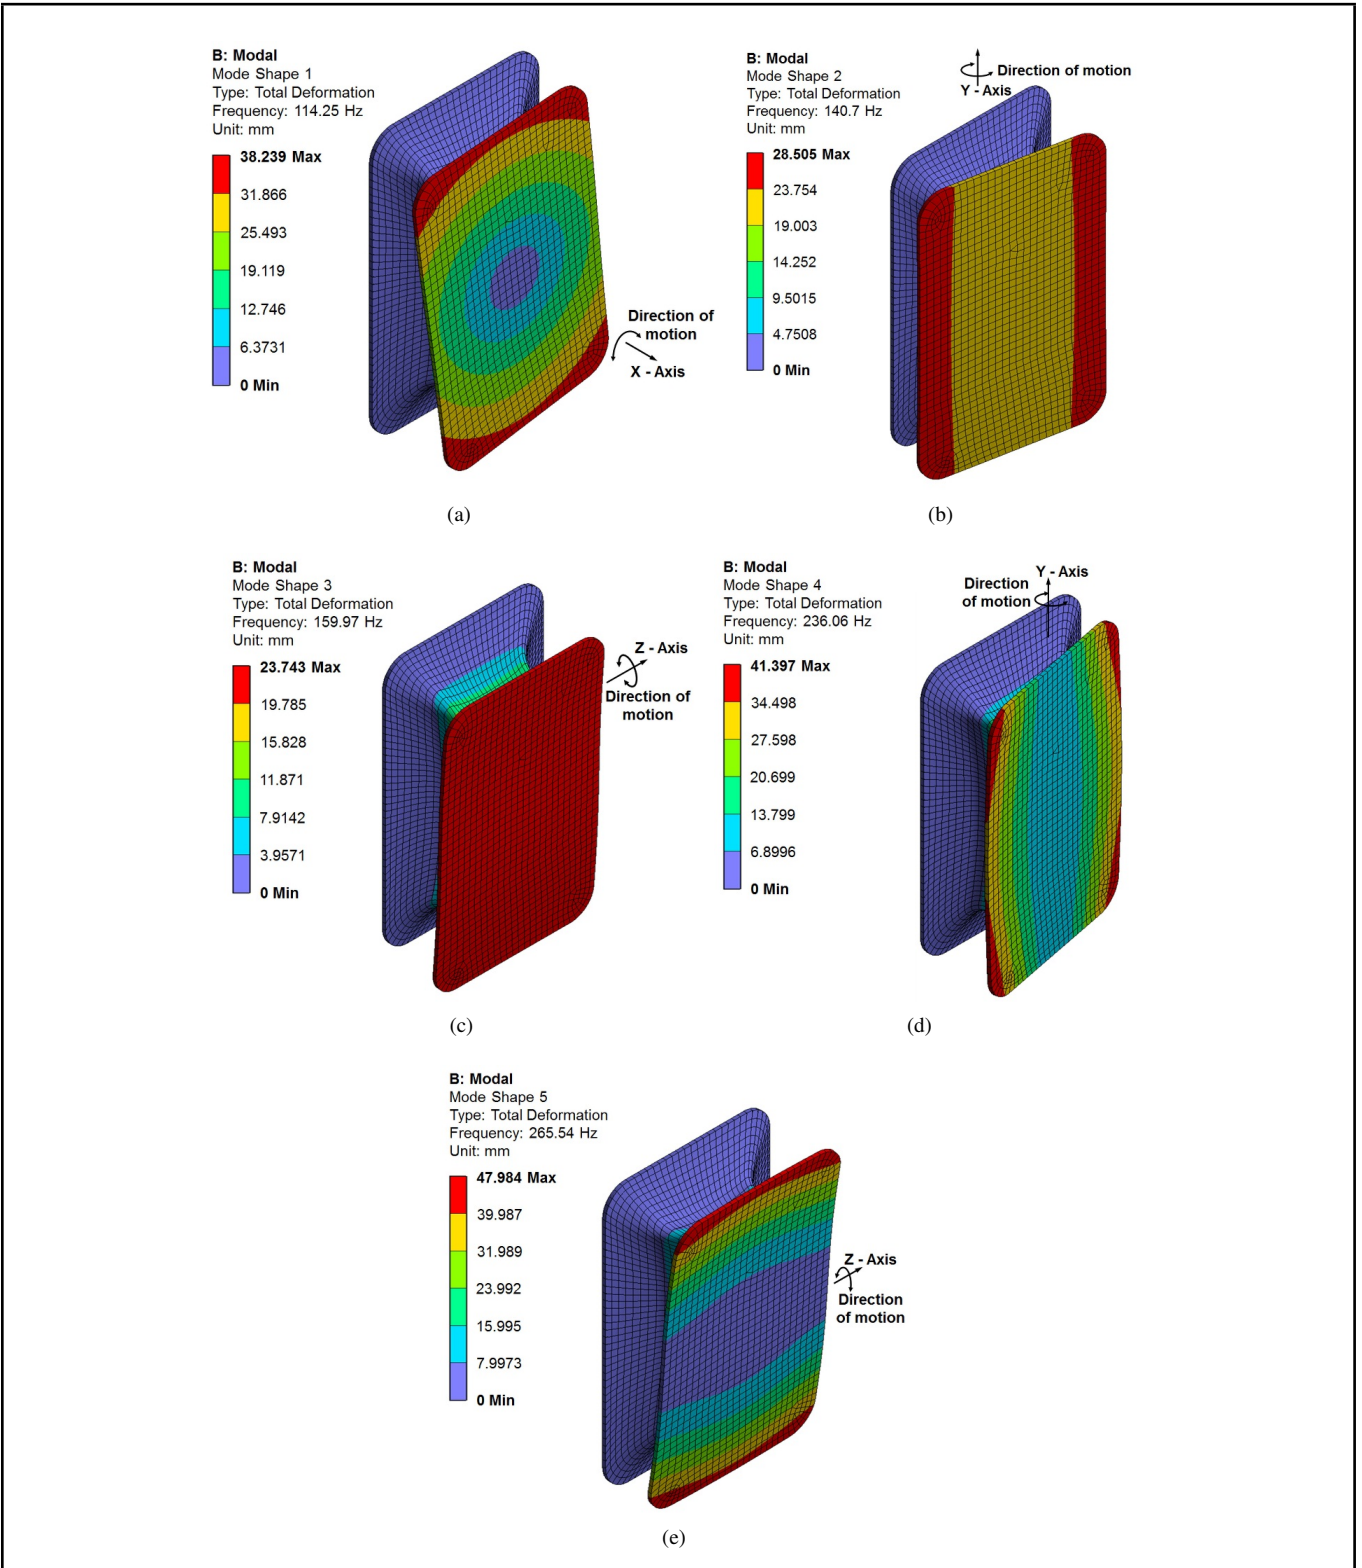 B: Modal
Mode Shape 1
Type: Total Deformation
Frequency: 114.25 Hz
Unit: mm
38.239 Max
31.866
25.493
19.119
12.746
6.3731
0 Min
Direction of
motion
X - Axis
(a)
B: Modal
Mode Shape 2
Type: Total Deformation
Frequency: 140.7 Hz
Unit: mm
28.505 Max
23.754
19.003
14.252
9.5015
4.7508
0 Min
Direction of motion
Y - Axis
(b)
B: Modal
Mode Shape 3
Type: Total Deformation
Frequency: 159.97 Hz
Unit: mm
23.743 Max
19.785
15.828
11.871
7.9142
3.9571
0 Min
Z - Axis
Direction of
motion
(c)
B: Modal
Mode Shape 4
Type: Total Deformation
Frequency: 236.06 Hz
Unit: mm
41.397 Max
34.498
27.598
20.699
13.799
6.8996
0 Min
Y - Axis
Direction
of motion
(d)
B: Modal
Mode Shape 5
Type: Total Deformation
Frequency: 265.54 Hz
Unit: mm
47.984 Max
39.987
31.989
23.992
15.995
7.9973
0 Min
Z - Axis
Direction
of motion
(e)